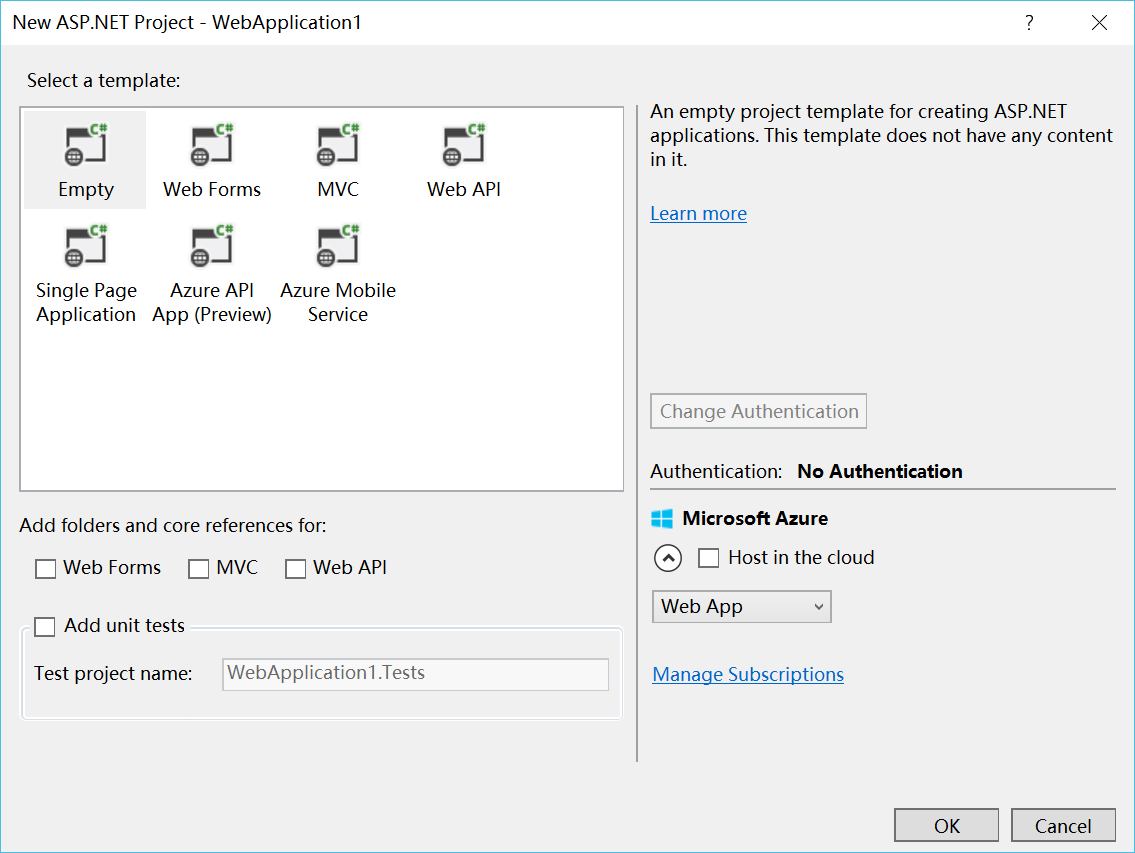 New ASP.NET Project - WebApplication1
?
Select a template:
C# C# C# C#
Empty Web Forms MVC Web API
C# C# C#
Single Page Azure API Azure Mobile
Application App (Preview) Service
An empty project template for creating ASP.NET
applications. This template does not have any content
in it.
Learn more
Change Authentication
Authentication: No Authentication
Microsoft Azure
Host in the cloud
Web App
Manage Subscriptions
Add folders and core references for:
Web Forms MVC Web API
Add unit tests
Test project name: WebApplication1.Tests
OK Cancel